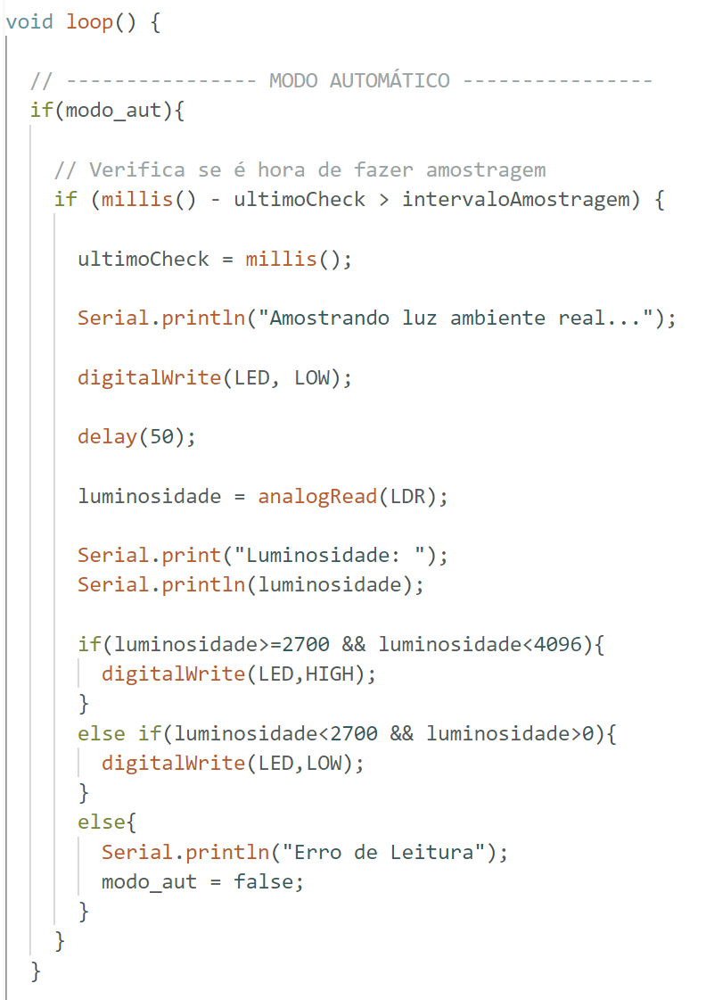 void loop() {
// ---------------- MODO AUTOMÁTICO ----------------
if(modo_aut){
// Verifica se é hora de fazer amostragem
if (millis() - ultimoCheck > intervaloAmostragem) {
ultimoCheck = millis();
Serial.println("Amostrando luz ambiente real...");
digitalWrite(LED, LOW);
delay(50);
luminosidade = analogRead(LDR);
Serial.print("Luminosidade: ");
Serial.println(luminosidade);
if(luminosidade>=2700 && luminosidade<4096){
digitalWrite(LED,HIGH);
}
else if(luminosidade<2700 && luminosidade>0){
digitalWrite(LED,LOW);
}
else{
Serial.println("Erro de Leitura");
modo_aut = false;
}
}
}